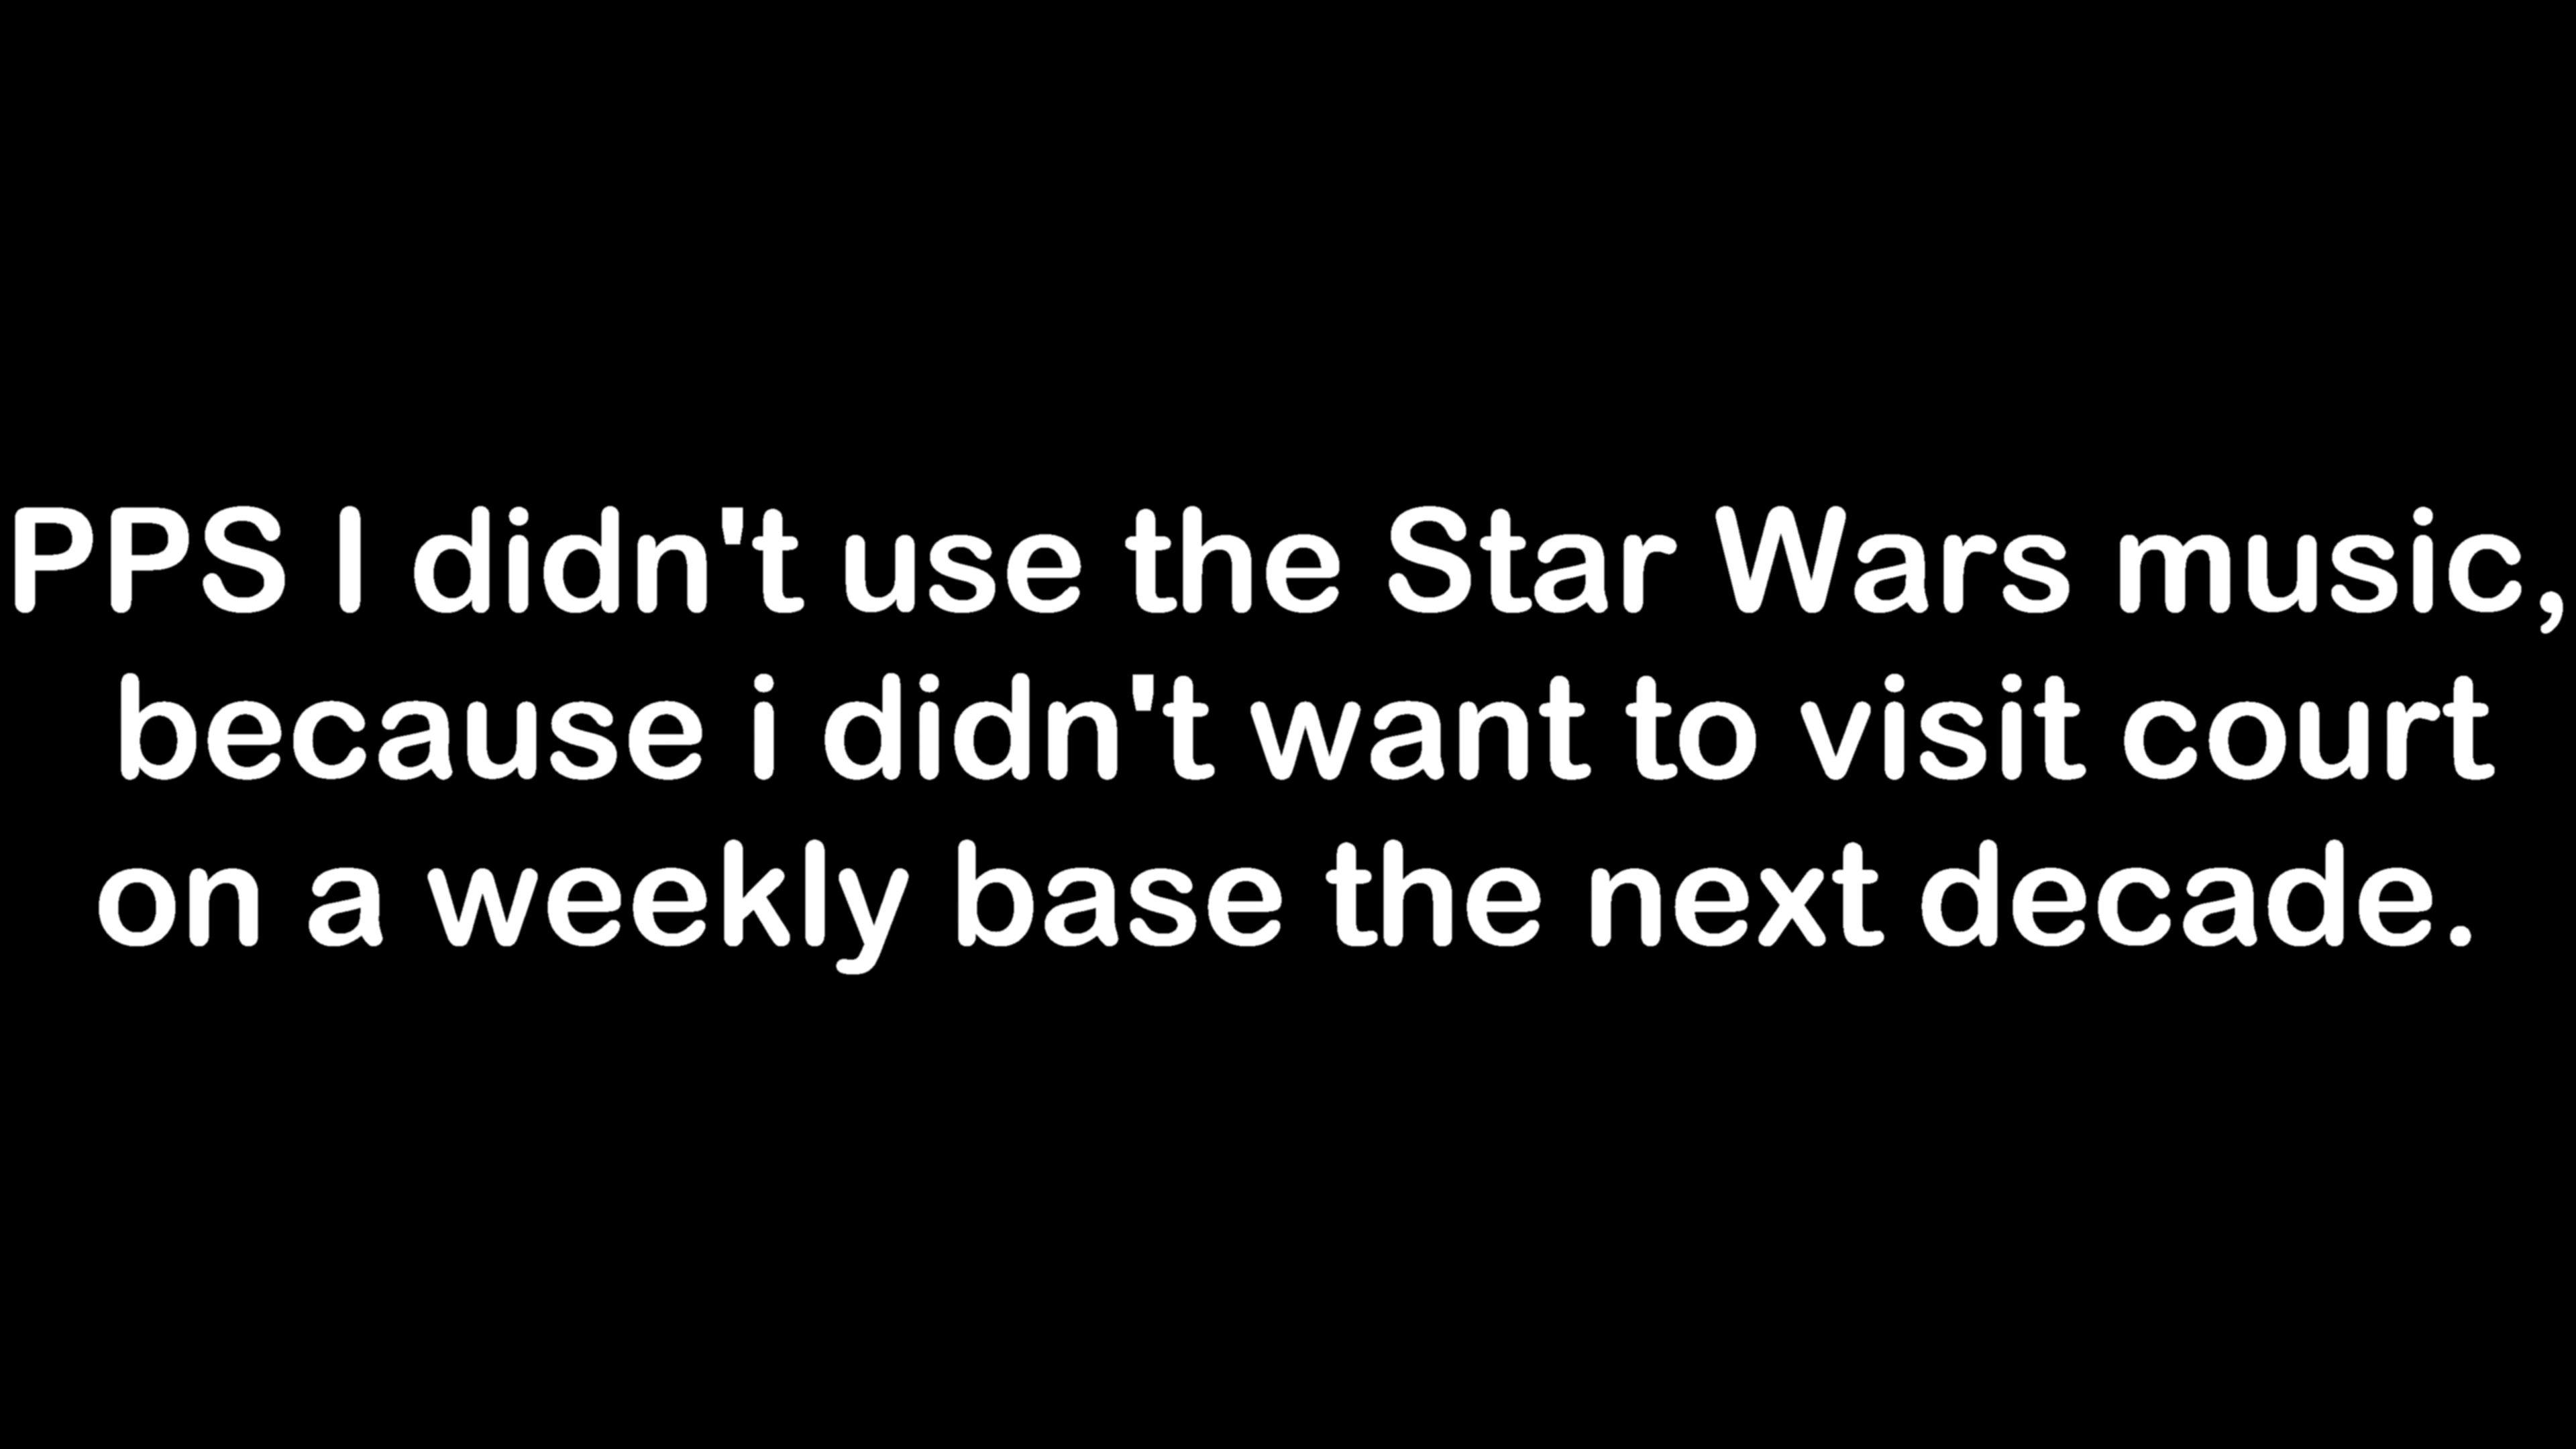 PPS I didn't use the Star Wars music,
because i didn't want to visit court
on a weekly base the next decade.